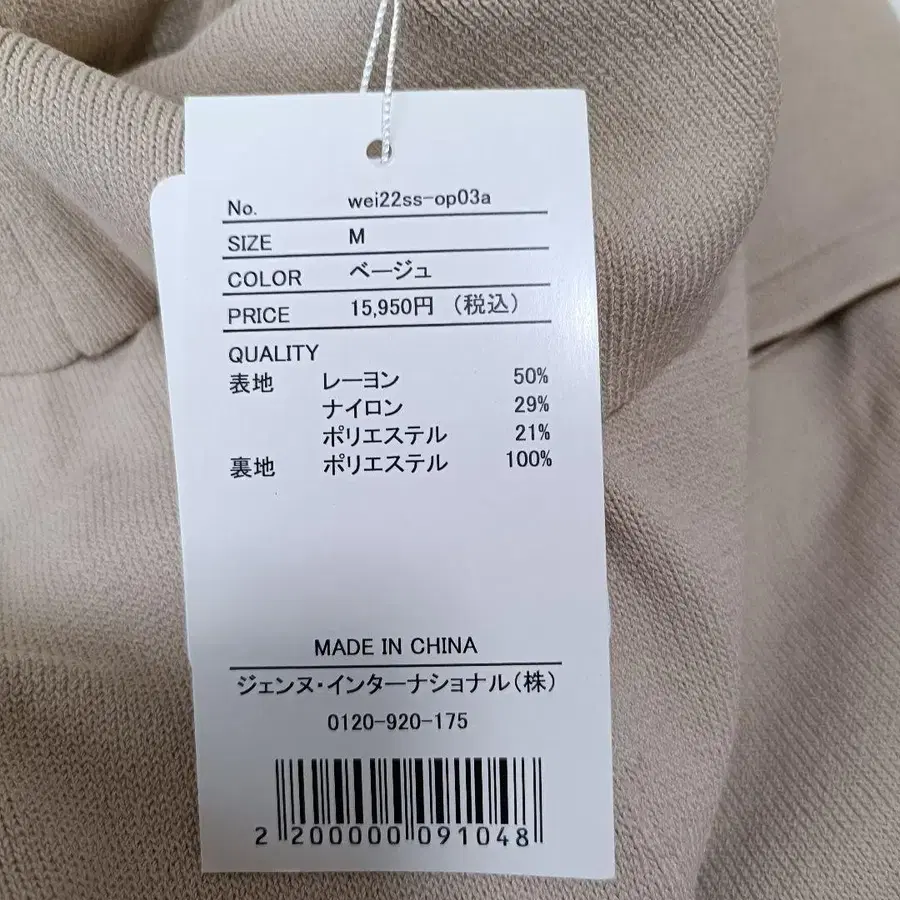 No. wei22ss-op03a
SIZE M
COLOR ベージュ
PRICE 15,950円 (税込)
QUALITY
表地 レーヨン 50%
ナイロン 29%
ポリエステル 21%
裏地 ポリエステル 100%
MADE IN CHINA
ジェンヌ・インターナショナル(株)
0120-920-175
2 200000 091048